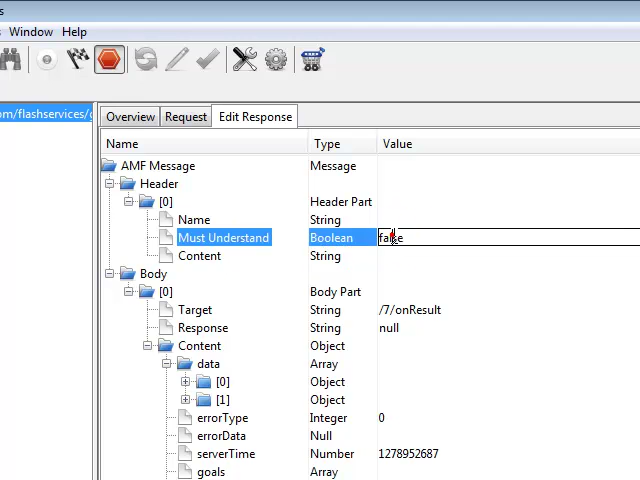 s
s Window Help
om/flashservices/g
Overview Request Edit Response
Name Type Value
AMF Message Message
Header
[0] Header Part
Name String
Must Understand Boolean false
Content String
Body
[0] Body Part
Target String /7/onResult
Response String null
Content Object
data Array
[0] Object
[1] Object
errorType Integer 0
errorData Null
serverTime Number 1278952687
goals Array